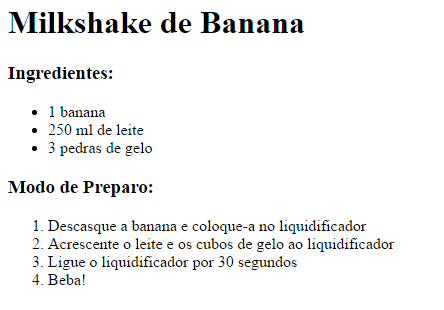 Milkshake de Banana
Ingredientes:
• 1 banana
• 250 ml de leite
• 3 pedras de gelo
Modo de Preparo:
1. Descasque a banana e coloque-a no liquidificador
2. Acrescente o leite e os cubos de gelo ao liquidificador
3. Ligue o liquidificador por 30 segundos
4. Beba!